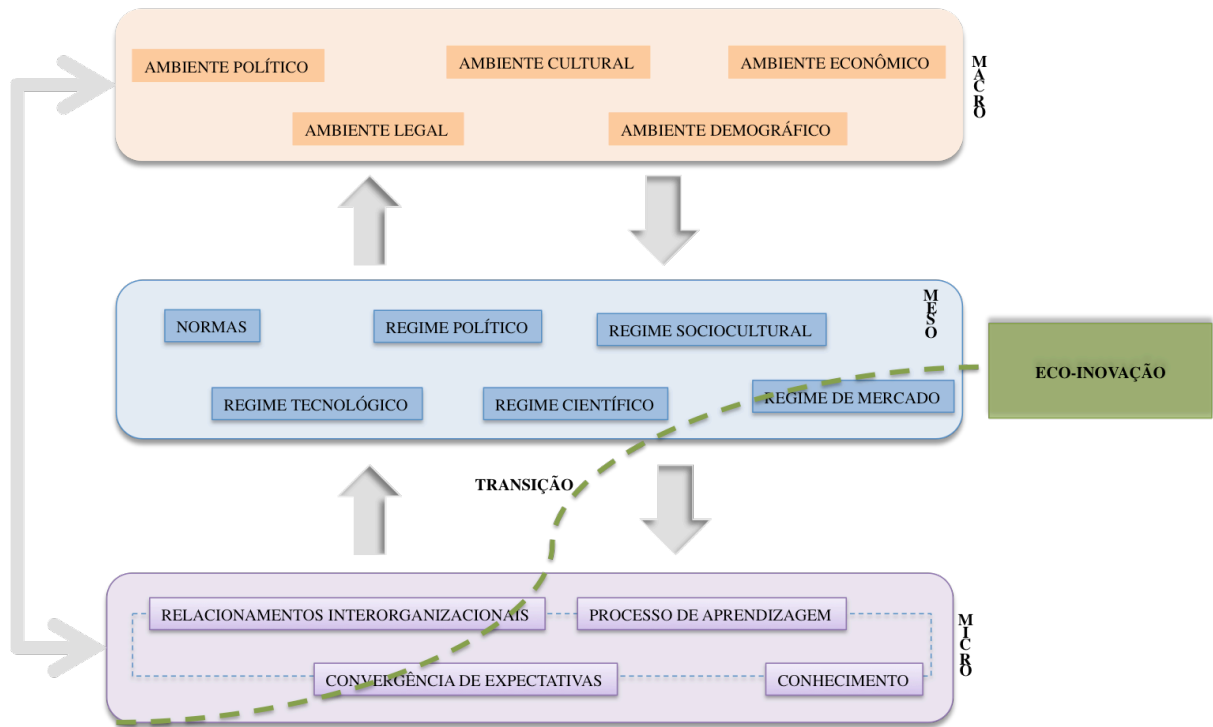 AMBIENTE POLÍTICO
AMBIENTE CULTURAL
AMBIENTE ECONÔMICO
AMBIENTE LEGAL
AMBIENTE DEMOGRÁFICO
MACRO
NORMAS
REGIME POLÍTICO
REGIME SOCIOCULTURAL
MESO
REGIME TECNOLÓGICO
REGIME CIENTÍFICO
REGIME DE MERCADO
ECO-INOVAÇÃO
TRANSIÇÃO
RELACIONAMENTOS INTERORGANIZACIONAIS
PROCESSO DE APRENDIZAGEM
CONVERGÊNCIA DE EXPECTATIVAS
CONHECIMENTO
MICRO